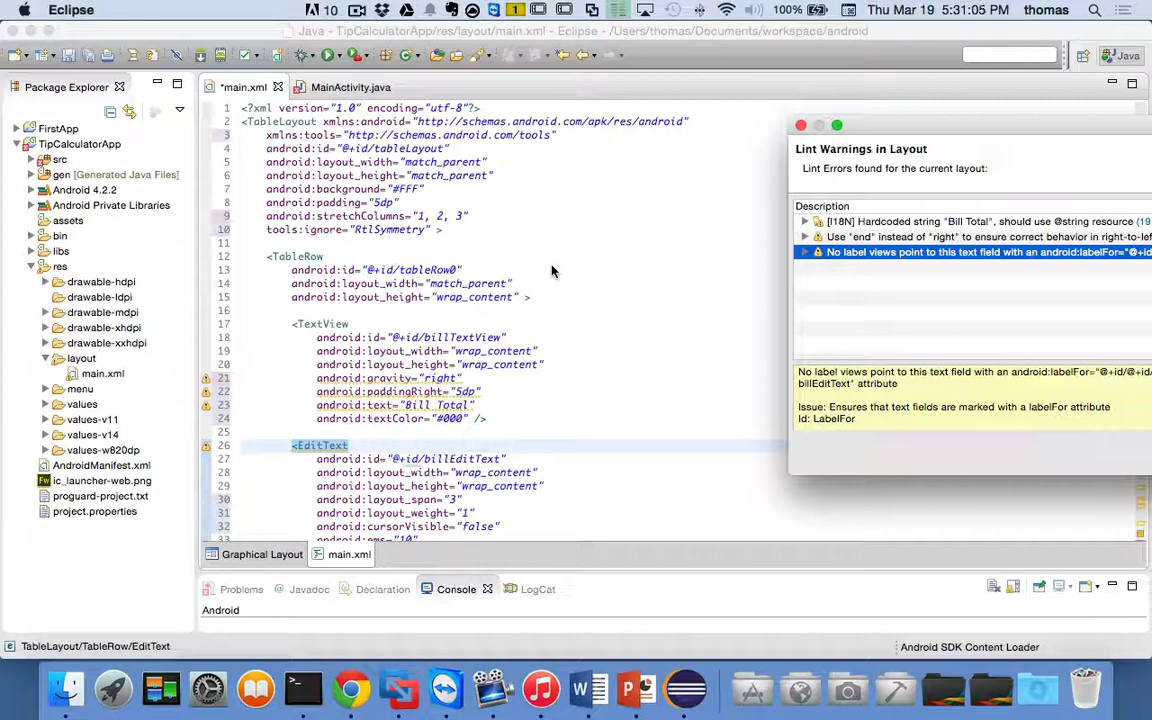 Eclipse
10
1
100%
Thu Mar 19 5:31:05 PM
thomas
Java - TipCalculatorApp/res/layout/main.xml - Eclipse - /Users/thomas/Documents/workspace/android
Java
Package Explorer
FirstApp
TipCalculatorApp
src
gen [Generated Java Files]
Android 4.2.2
Android Private Libraries
assets
bin
libs
res
drawable-hdpi
drawable-ldpi
drawable-mdpi
drawable-xhdpi
drawable-xxhdpi
layout
main.xml
menu
values
values-v11
values-v14
values-w820dp
AndroidManifest.xml
ic_launcher-web.png
proguard-project.txt
project.properties
*main.xml
MainActivity.java
1 <?xml version="1.0" encoding="utf-8"?>
2 <TableLayout xmlns:android="http://schemas.android.com/apk/res/android"
3 xmlns:tools="http://schemas.android.com/tools"
4 android:id="@+id/tableLayout"
5 android:layout_width="match_parent"
6 android:layout_height="match_parent"
7 android:background="#FFF"
8 android:padding="5dp"
9 android:stretchColumns="1, 2, 3"
10 tools:ignore="RtlSymmetry" >
11
12 <TableRow
13 android:id="@+id/tableRow0"
14 android:layout_width="match_parent"
15 android:layout_height="wrap_content" >
16
17 <TextView
18 android:id="@+id/billTextView"
19 android:layout_width="wrap_content"
20 android:layout_height="wrap_content"
21 android:gravity="right"
22 android:paddingRight="5dp"
23 android:text="Bill Total"
24 android:textColor="#000" />
25
26 <EditText
27 android:id="@+id/billEditText"
28 android:layout_width="wrap_content"
29 android:layout_height="wrap_content"
30 android:layout_span="3"
31 android:layout_weight="1"
32 android:cursorVisible="false"
33 android:ems="10"
Graphical Layout
main.xml
Lint Warnings in Layout
Lint Errors found for the current layout:
Description
[I18N] Hardcoded string "Bill Total", should use @string resource (19
Use "end" instead of "right" to ensure correct behavior in right-to-left
No label views point to this text field with an android:labelFor="@+id
No label views point to this text field with an android:labelFor="@+id/@+id/
billEditText" attribute
Issue: Ensures that text fields are marked with a labelFor attribute
Id: LabelFor
Problems
Javadoc
Declaration
Console
LogCat
Android
TableLayout/TableRow/EditText
Android SDK Content Loader